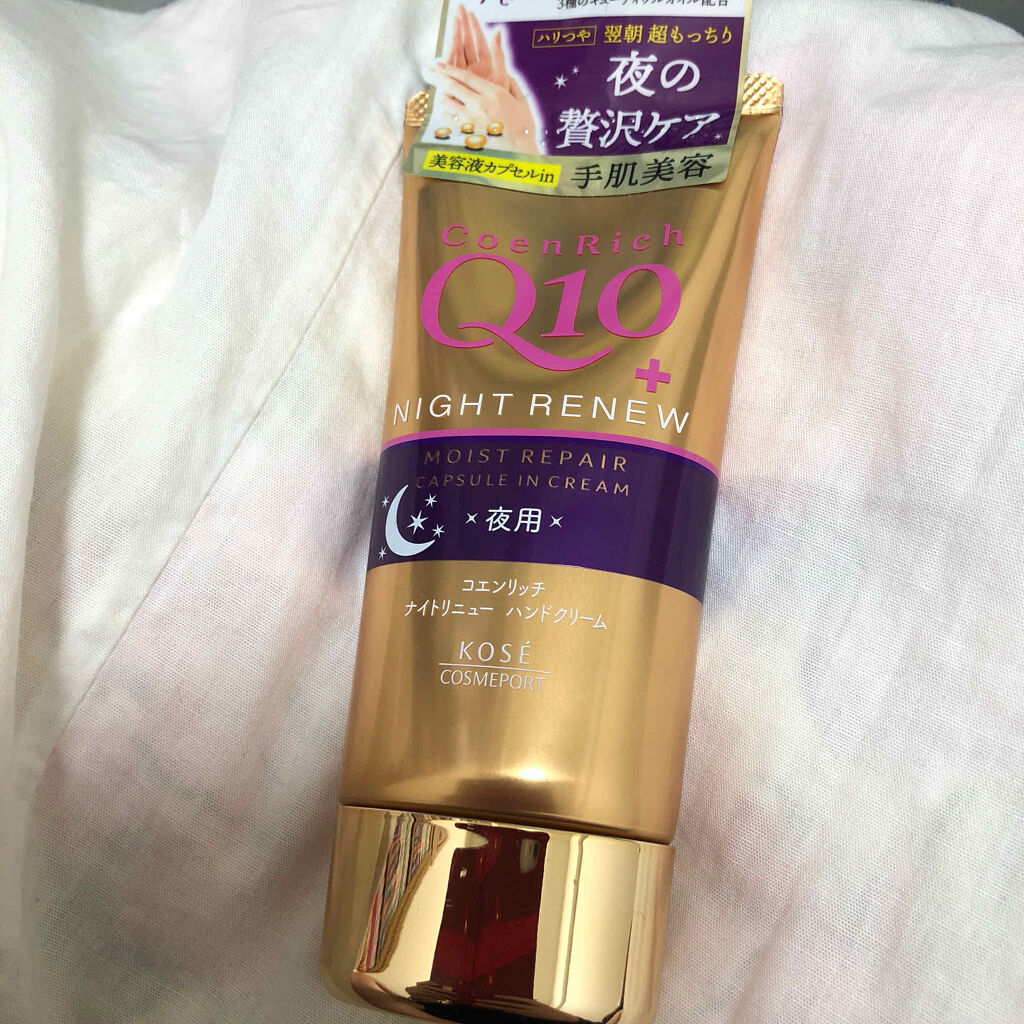 3種のキューティクルオイル配合
ハリつや 翌朝 超もっちり
夜の
贅沢ケア
美容液カプセルin 手肌美容
CoenRich
Q10
+
NIGHT RENEW
MOIST REPAIR
CAPSULE IN CREAM
夜用
コエンリッチ
ナイトリニュー ハンドクリーム
KOSÉ
COSMEPORT